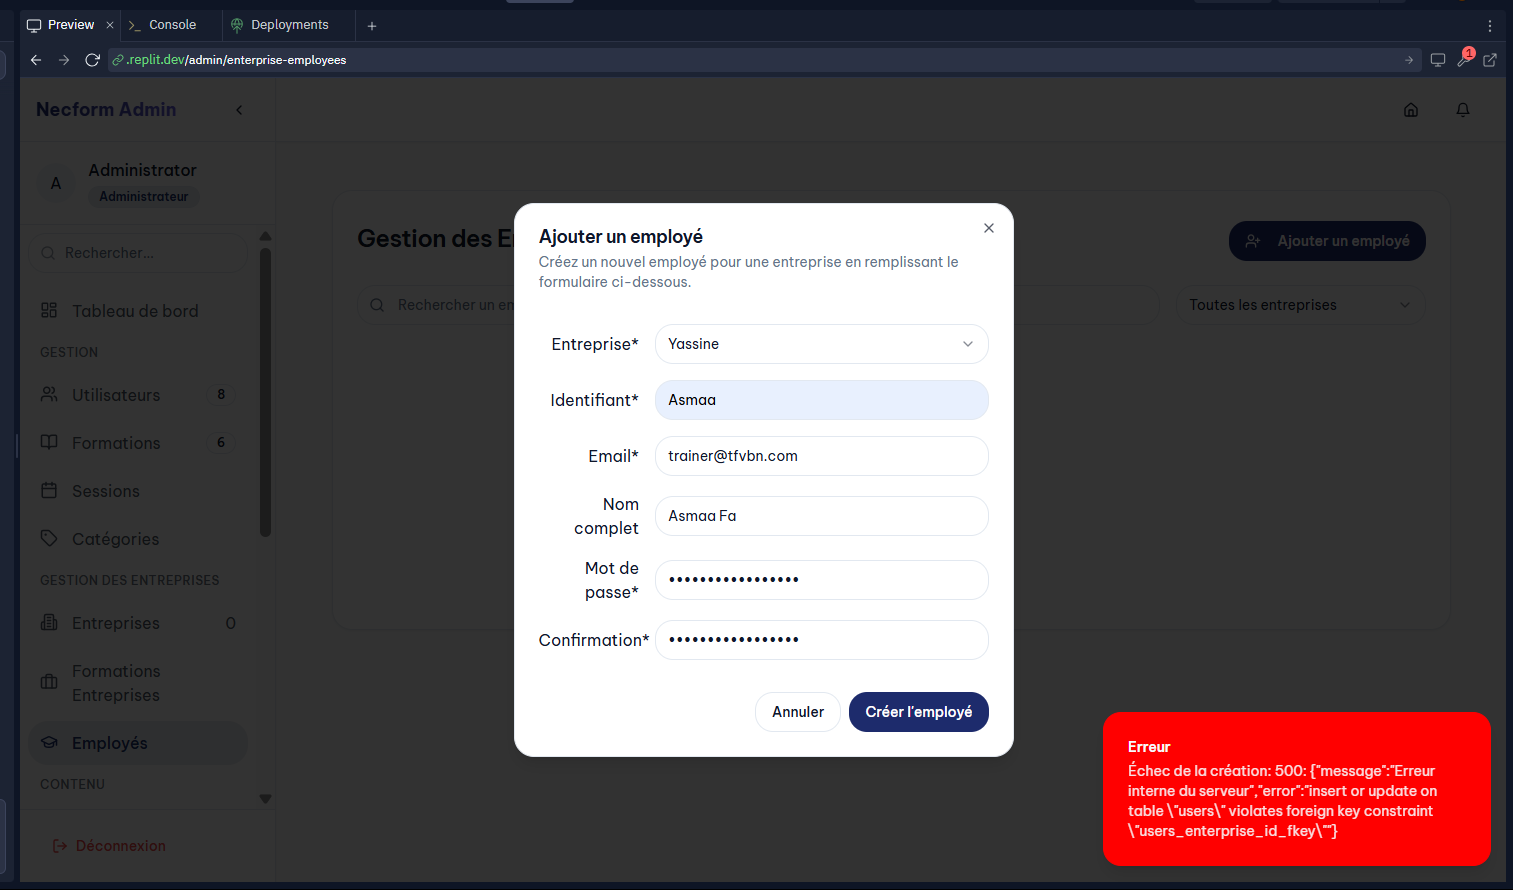 Preview
Console
Deployments
.replit.dev/admin/enterprise-employees
1
Necform Admin
A
Administrator
Administrateur
Rechercher...
Tableau de bord
GESTION
Utilisateurs 8
Formations 6
Sessions
Catégories
GESTION DES ENTREPRISES
Entreprises 0
Formations
Entreprises
Employés
CONTENU
Déconnexion
Gestion des E
Ajouter un employé
Rechercher un em
Toutes les entreprises
Ajouter un employé
Créez un nouvel employé pour une entreprise en remplissant le
formulaire ci-dessous.
Entreprise* Yassine
Identifiant* Asmaa
Email* trainer@tfvbn.com
Nom
complet
Asmaa Fa
Mot de
passe*
•••••••••••••••••
Confirmation* •••••••••••••••••
Annuler
Créer l'employé
Erreur
Échec de la création: 500: {"message":"Erreur
interne du serveur","error":"insert or update on
table \"users\" violates foreign key constraint
\"users_enterprise_id_fkey\""}